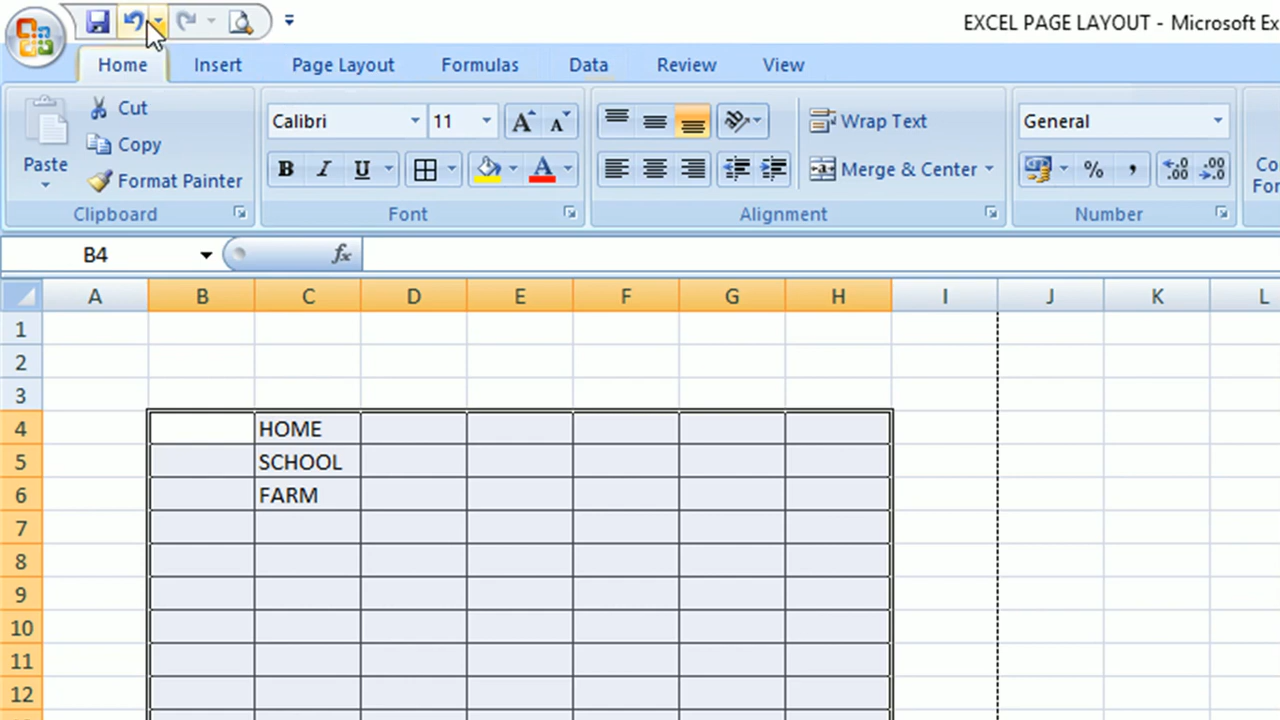 EXCEL PAGE LAYOUT - Microsoft Ex
Home Insert Page Layout Formulas Data Review View
Paste
Cut
Copy
Format Painter
Clipboard
Calibri 11
B I U A
Font
Wrap Text
Merge & Center
Alignment
General
% ,
Number
Co
For
B4 fx
A B C D E F G H I J K L
1
2
3
4 HOME
5 SCHOOL
6 FARM
7
8
9
10
11
12